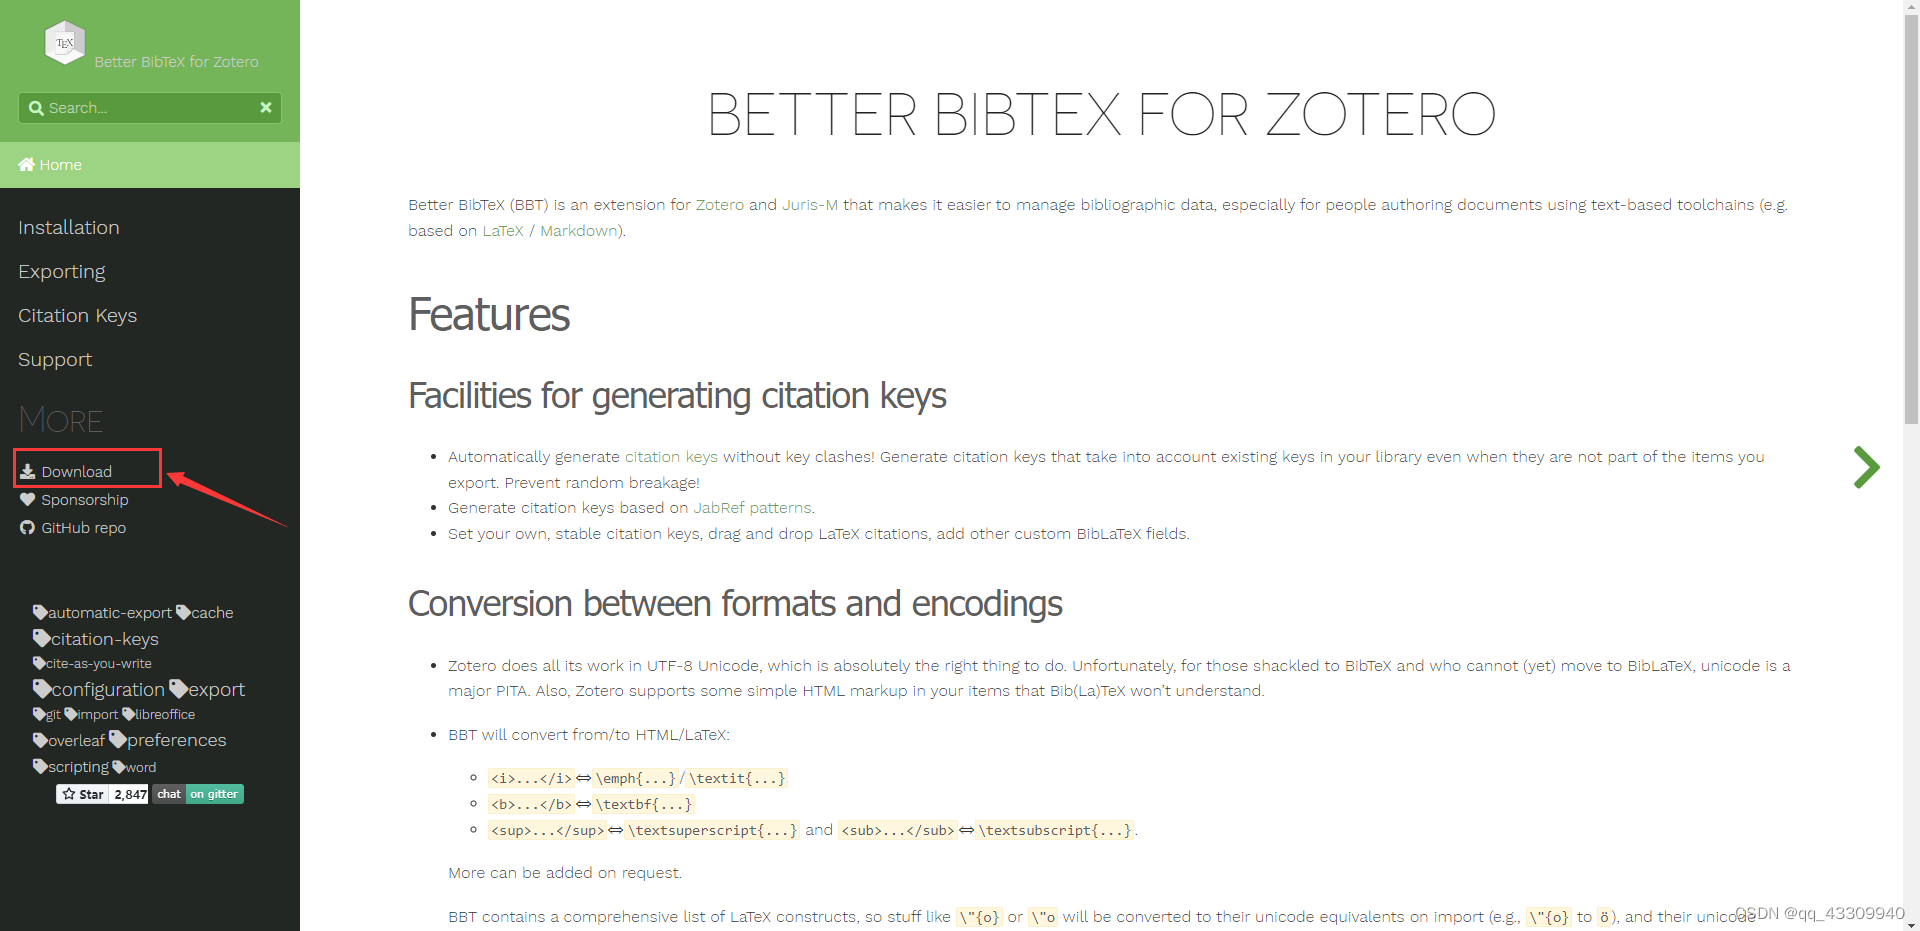 TEX
Better BibTeX for Zotero
Search...
Home
Installation
Exporting
Citation Keys
Support
MORE
Download
Sponsorship
GitHub repo
automatic-export cache
citation-keys
cite-as-you-write
configuration export
git import libreoffice
overleaf preferences
scripting word
Star 2,847 chat on gitter
BETTER BIBTEX FOR ZOTERO
Better BibTeX (BBT) is an extension for Zotero and Juris-M that makes it easier to manage bibliographic data, especially for people authoring documents using text-based toolchains (e.g.
based on LaTeX / Markdown).
Features
Facilities for generating citation keys
• Automatically generate citation keys without key clashes! Generate citation keys that take into account existing keys in your library even when they are not part of the items you
export. Prevent random breakage!
• Generate citation keys based on JabRef patterns.
• Set your own, stable citation keys, drag and drop LaTeX citations, add other custom BibLaTeX fields.
Conversion between formats and encodings
• Zotero does all its work in UTF-8 Unicode, which is absolutely the right thing to do. Unfortunately, for those shackled to BibTeX and who cannot (yet) move to BibLaTeX, unicode is a
major PITA. Also, Zotero supports some simple HTML markup in your items that Bib(La)TeX won't understand.
• BBT will convert from/to HTML/LaTeX:
◦ <i>...</i>⇔\emph{...}/\textit{...}
◦ <b>...</b>⇔\textbf{...}
◦ <sup>...</sup>⇔\textsuperscript{...} and <sub>...</sub>⇔\textsubscript{...}.
More can be added on request.
BBT contains a comprehensive list of LaTeX constructs, so stuff like \"{o} or \"o will be converted to their unicode equivalents on import (e.g., \"{o} to ö), and their unicode
CSDN @qq_43309940